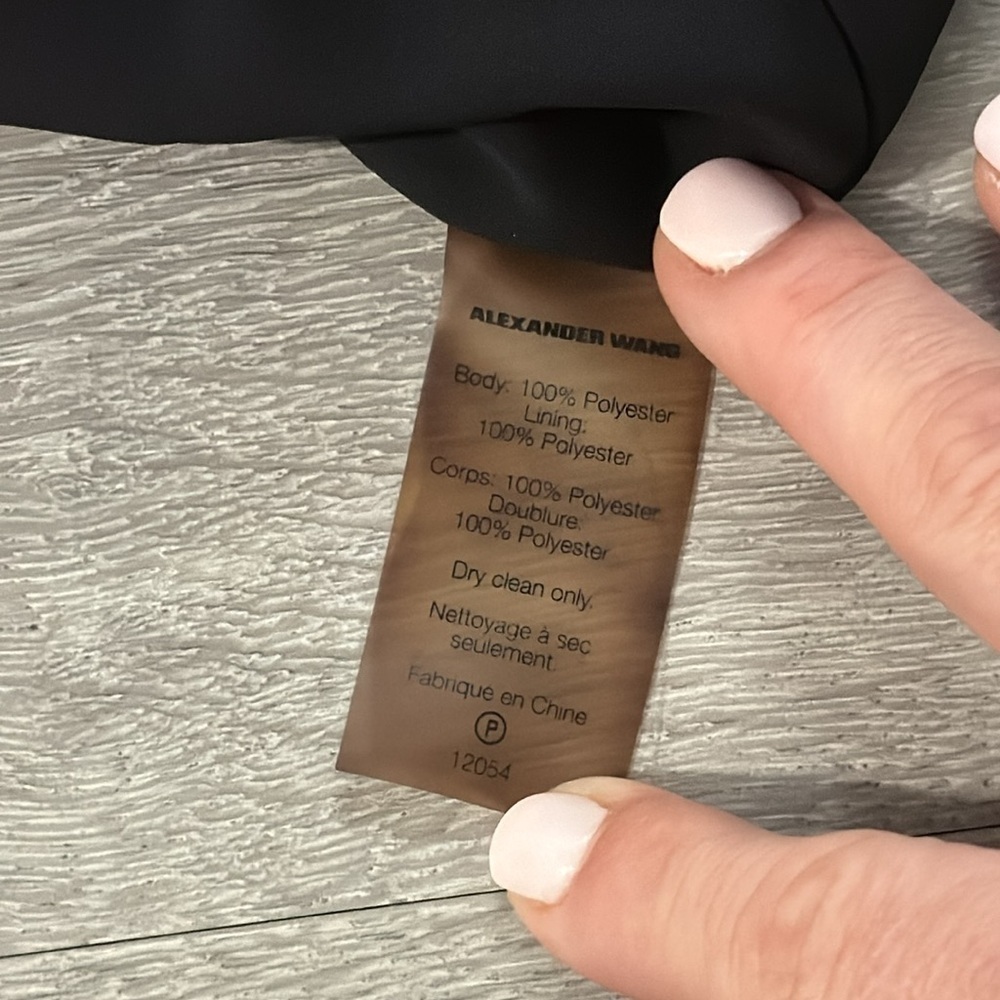 ALEXANDER WANG
Body: 100% Polyester
Lining:
100% Polyester
Corps: 100% Polyester
Doublure:
100% Polyester
Dry clean only.
Nettoyage à sec
seulement.
Fabriqué en Chine
P
12054